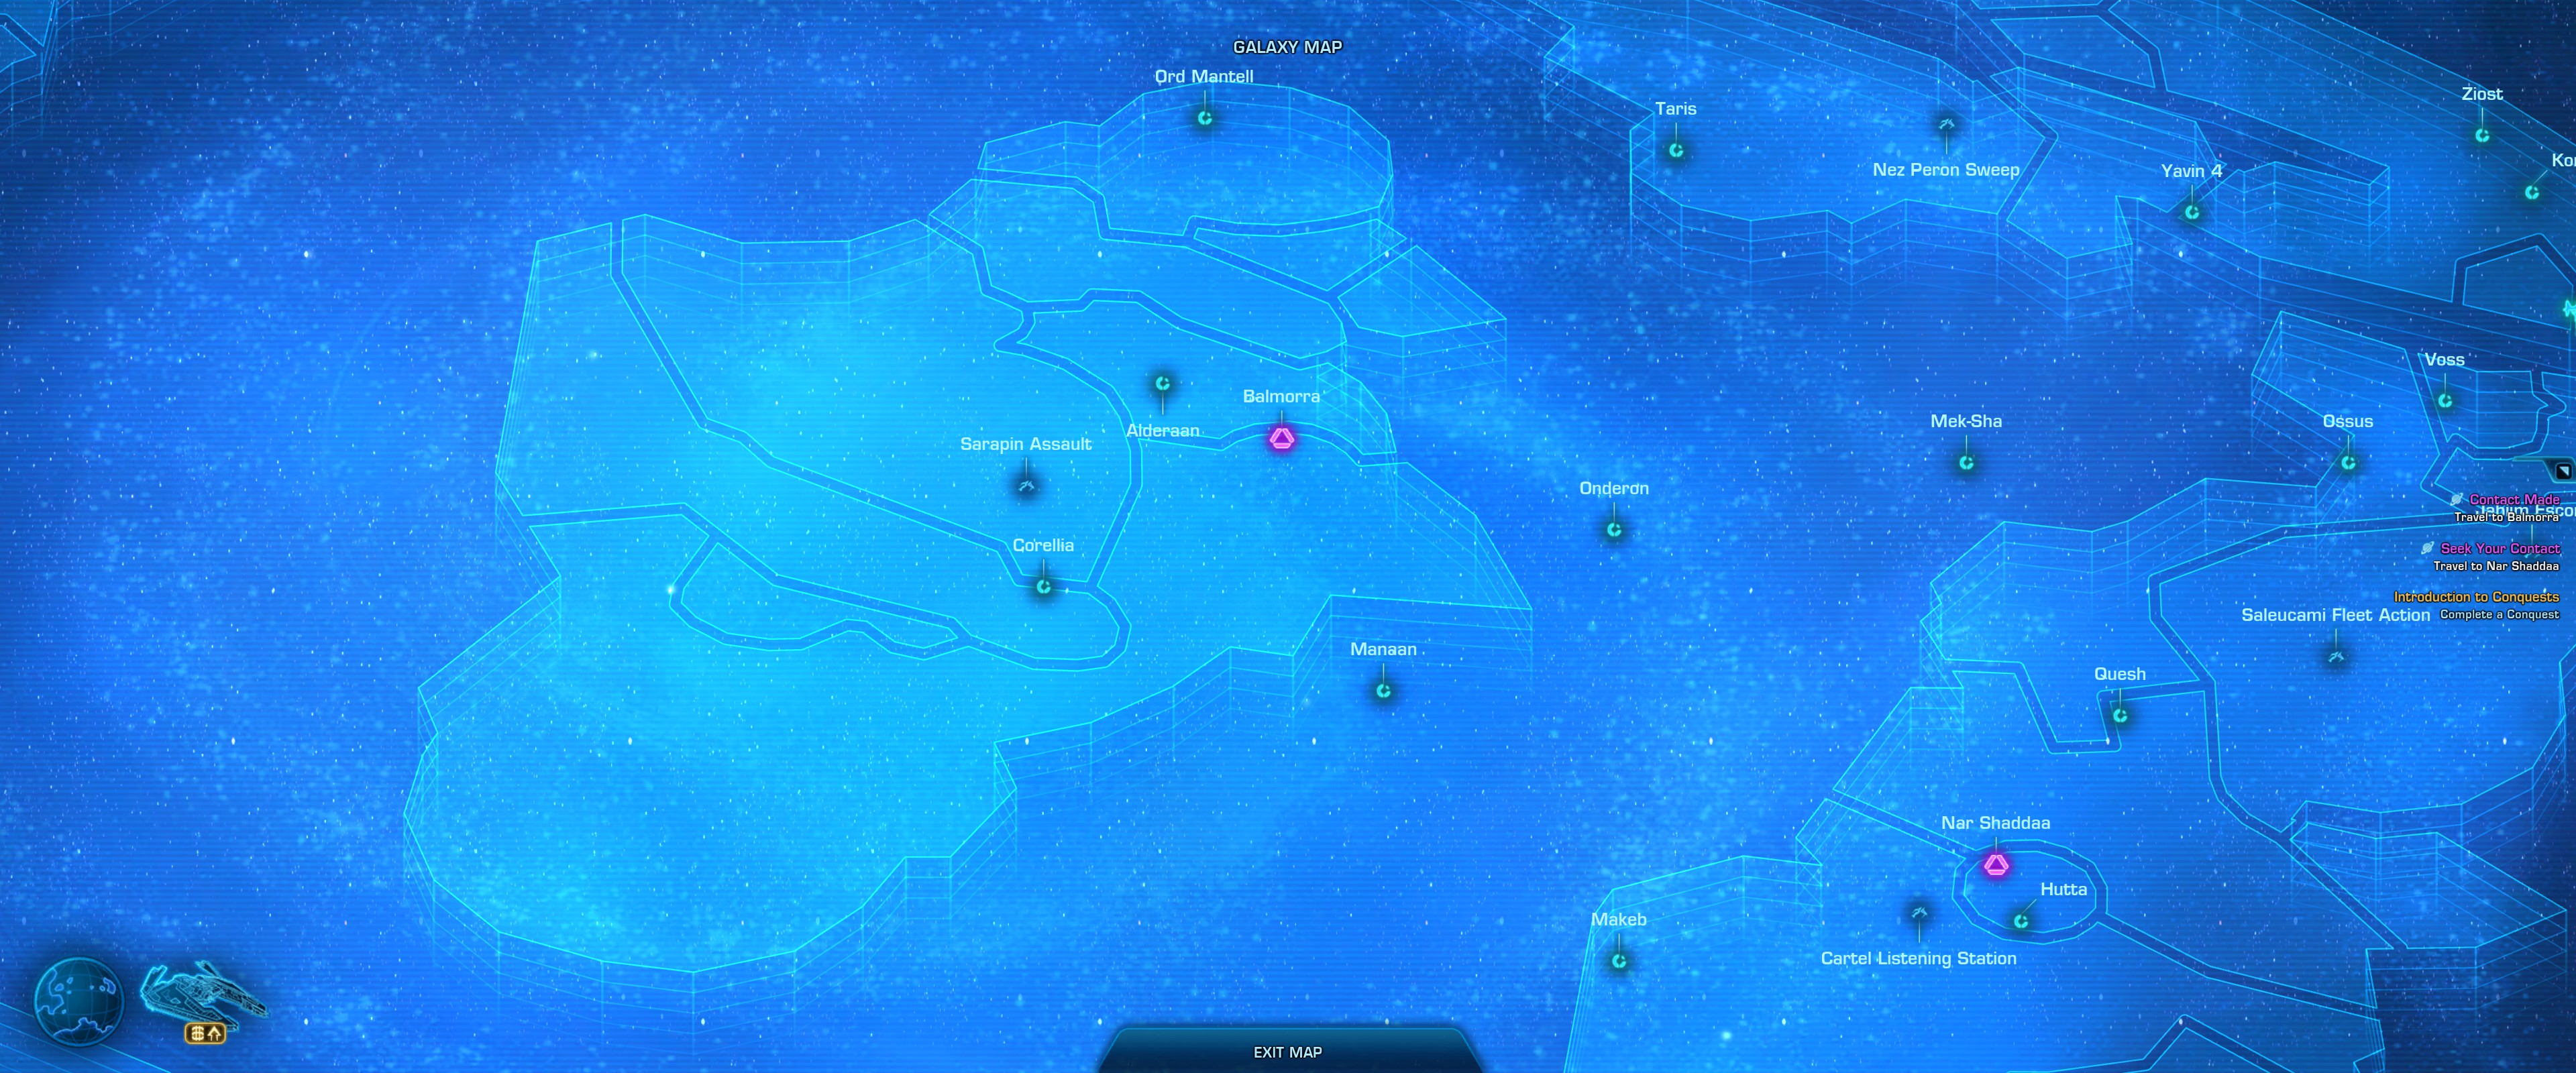 GALAXY MAP
Ord Mantell
Ziost
Taris
Nez Peron Sweep
Yavin 4
Voss
Balmorra
Alderaan
Sarapin Assault
Mek-Sha
Ossus
Onderon
Contact Made
Travel to Balmorra
Corellia
Seek Your Contact
Travel to Nar Shaddaa
Introduction to Conquests
Complete a Conquest
Saleucami Fleet Action
Manaan
Quesh
Nar Shaddaa
Hutta
Makeb
Cartel Listening Station
EXIT MAP